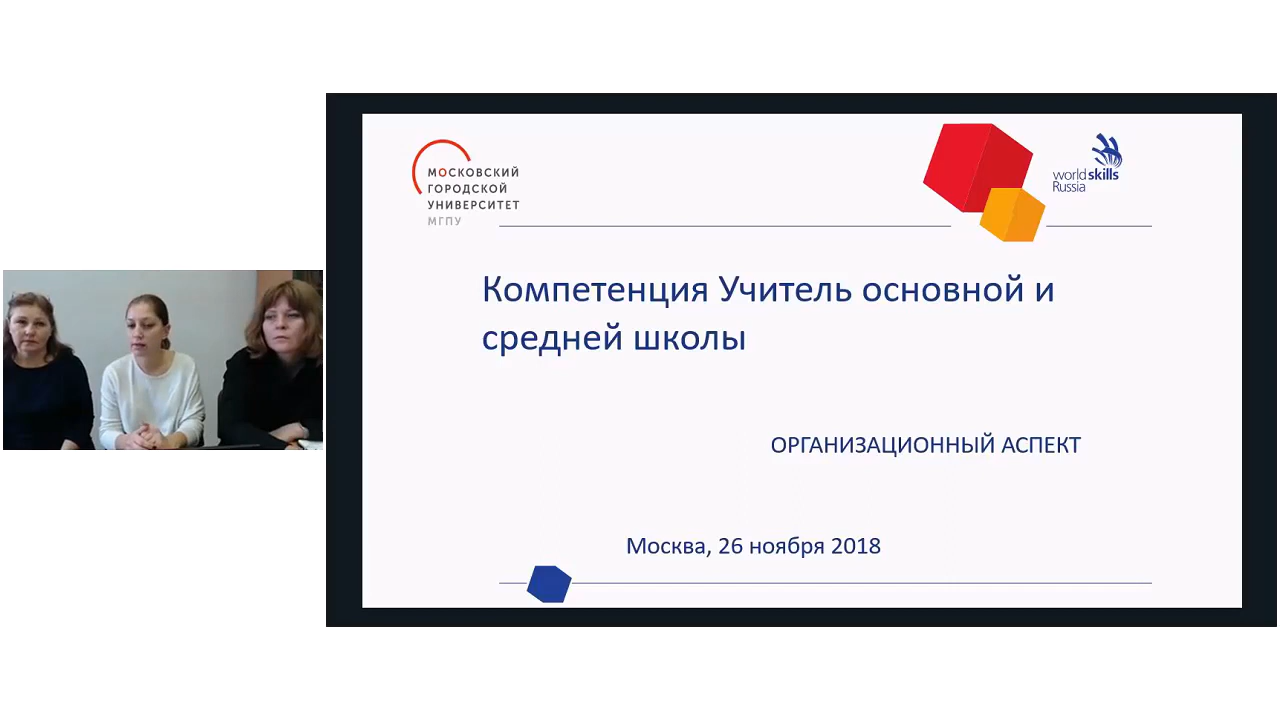 МОСКОВСКИЙ
ГОРОДСКОЙ
УНИВЕРСИТЕТ
МГПУ
worldskills
Russia
Компетенция Учитель основной и
средней школы
ОРГАНИЗАЦИОННЫЙ АСПЕКТ
Москва, 26 ноября 2018